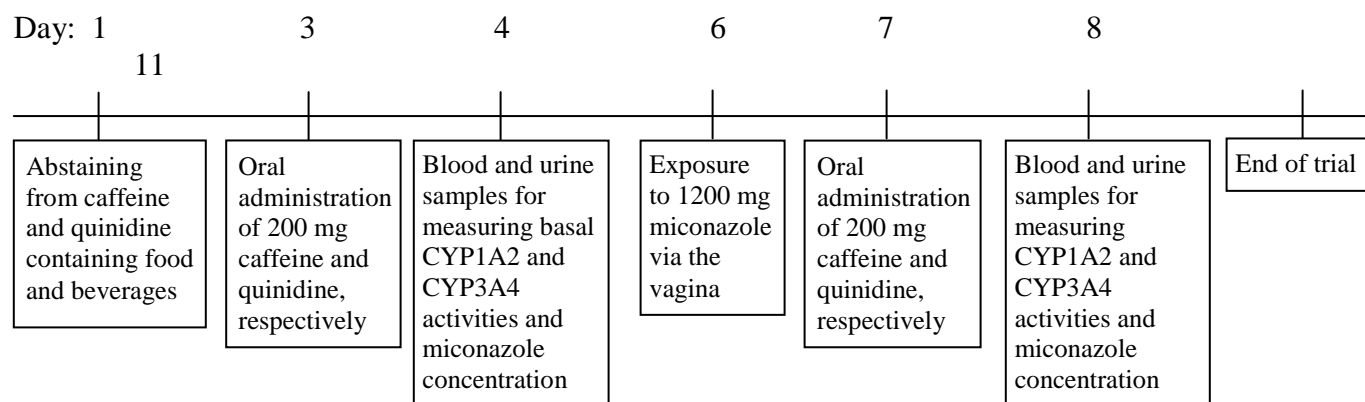 Day: 1 3 4 6 7 8
11
Abstaining
from caffeine
and quinidine
containing food
and beverages
Oral
administration
of 200 mg
caffeine and
quinidine,
respectively
Blood and urine
samples for
measuring basal
CYP1A2 and
CYP3A4
activities and
miconazole
concentration
Exposure
to 1200 mg
miconazole
via the
vagina
Oral
administration
of 200 mg
caffeine and
quinidine,
respectively
Blood and urine
samples for
measuring
CYP1A2 and
CYP3A4
activities and
miconazole
concentration
End of trial